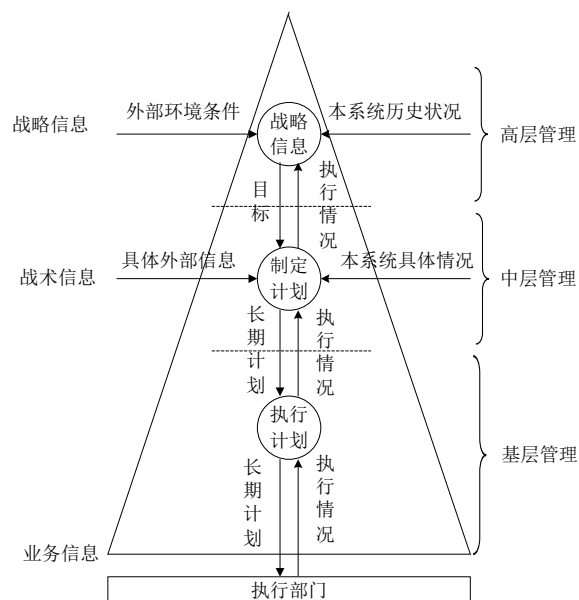 外部环境条件
本系统历史状况
战略信息
战略
信息
高层管理
目标
执行情况
具体外部信息
本系统具体情况
战术信息
制定
计划
中层管理
长期计划
执行情况
执行
计划
基层管理
长期计划
执行情况
业务信息
执行部门